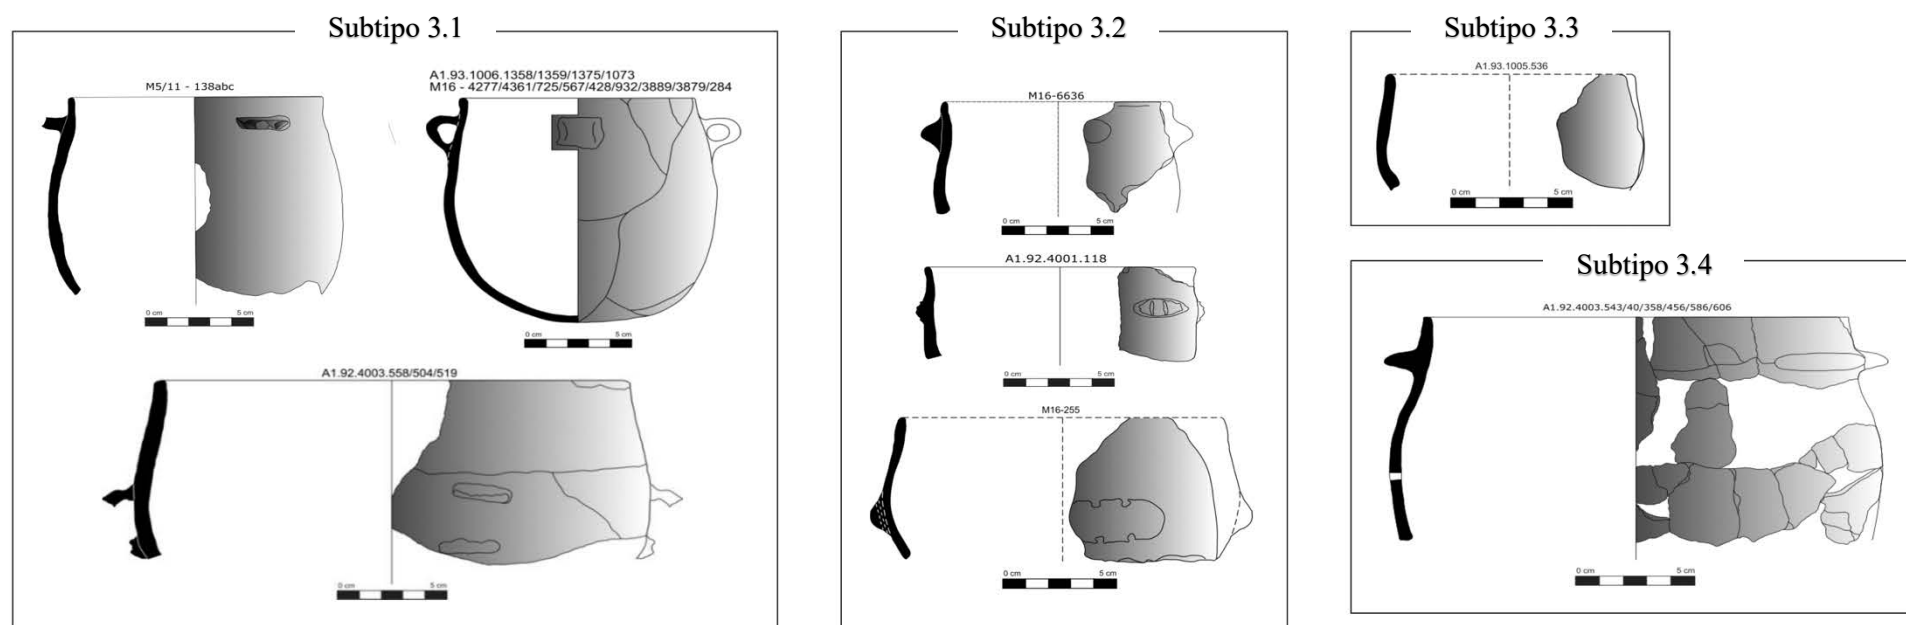 Subtipo 3.1
M5/11 - 138abc
0 cm 5 cm
A1.93.1006.1358/1359/1375/1073
M16 - 4277/4361/725/567/428/932/3889/3879/284
0 cm 5 cm
A1.92.4003.558/504/519
0 cm 5 cm
Subtipo 3.2
M16-6636
0 cm 5 cm
A1.92.4001.118
0 cm 5 cm
M16-255
0 cm 5 cm
Subtipo 3.3
A1.93.1005.536
0 cm 5 cm
Subtipo 3.4
A1.92.4003.543/40/358/456/586/606
0 cm 5 cm